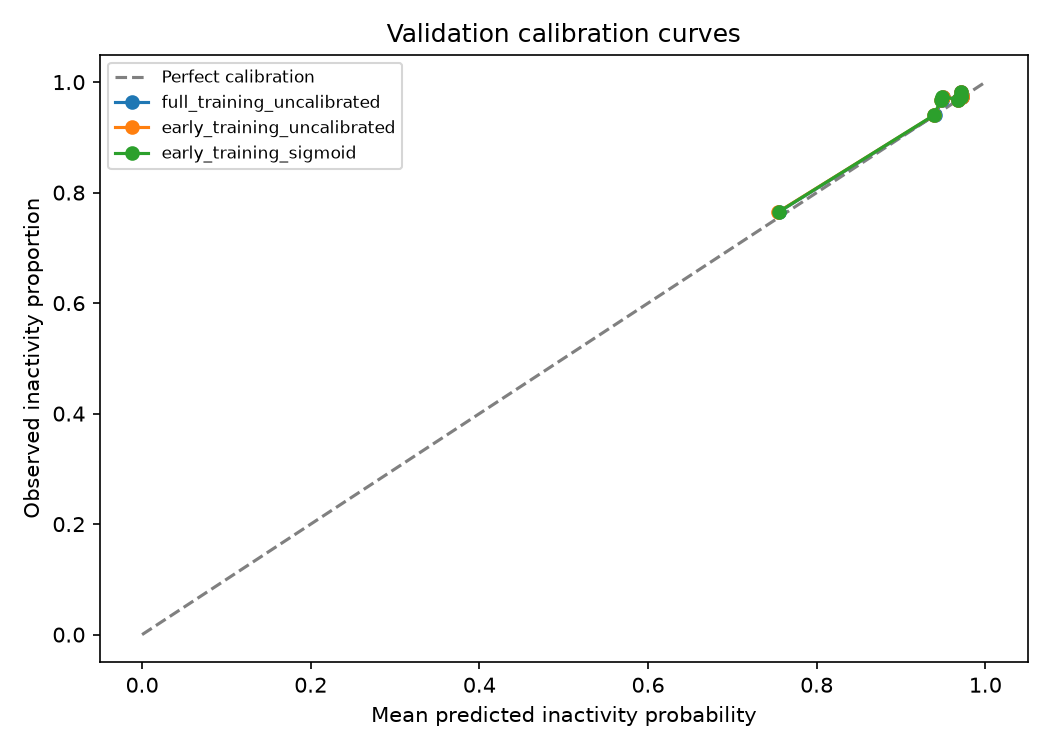 Validation calibration curves
Perfect calibration
full_training_uncalibrated
early_training_uncalibrated
early_training_sigmoid
Observed inactivity proportion
1.0
0.8
0.6
0.4
0.2
0.0
0.0 0.2 0.4 0.6 0.8 1.0
Mean predicted inactivity probability